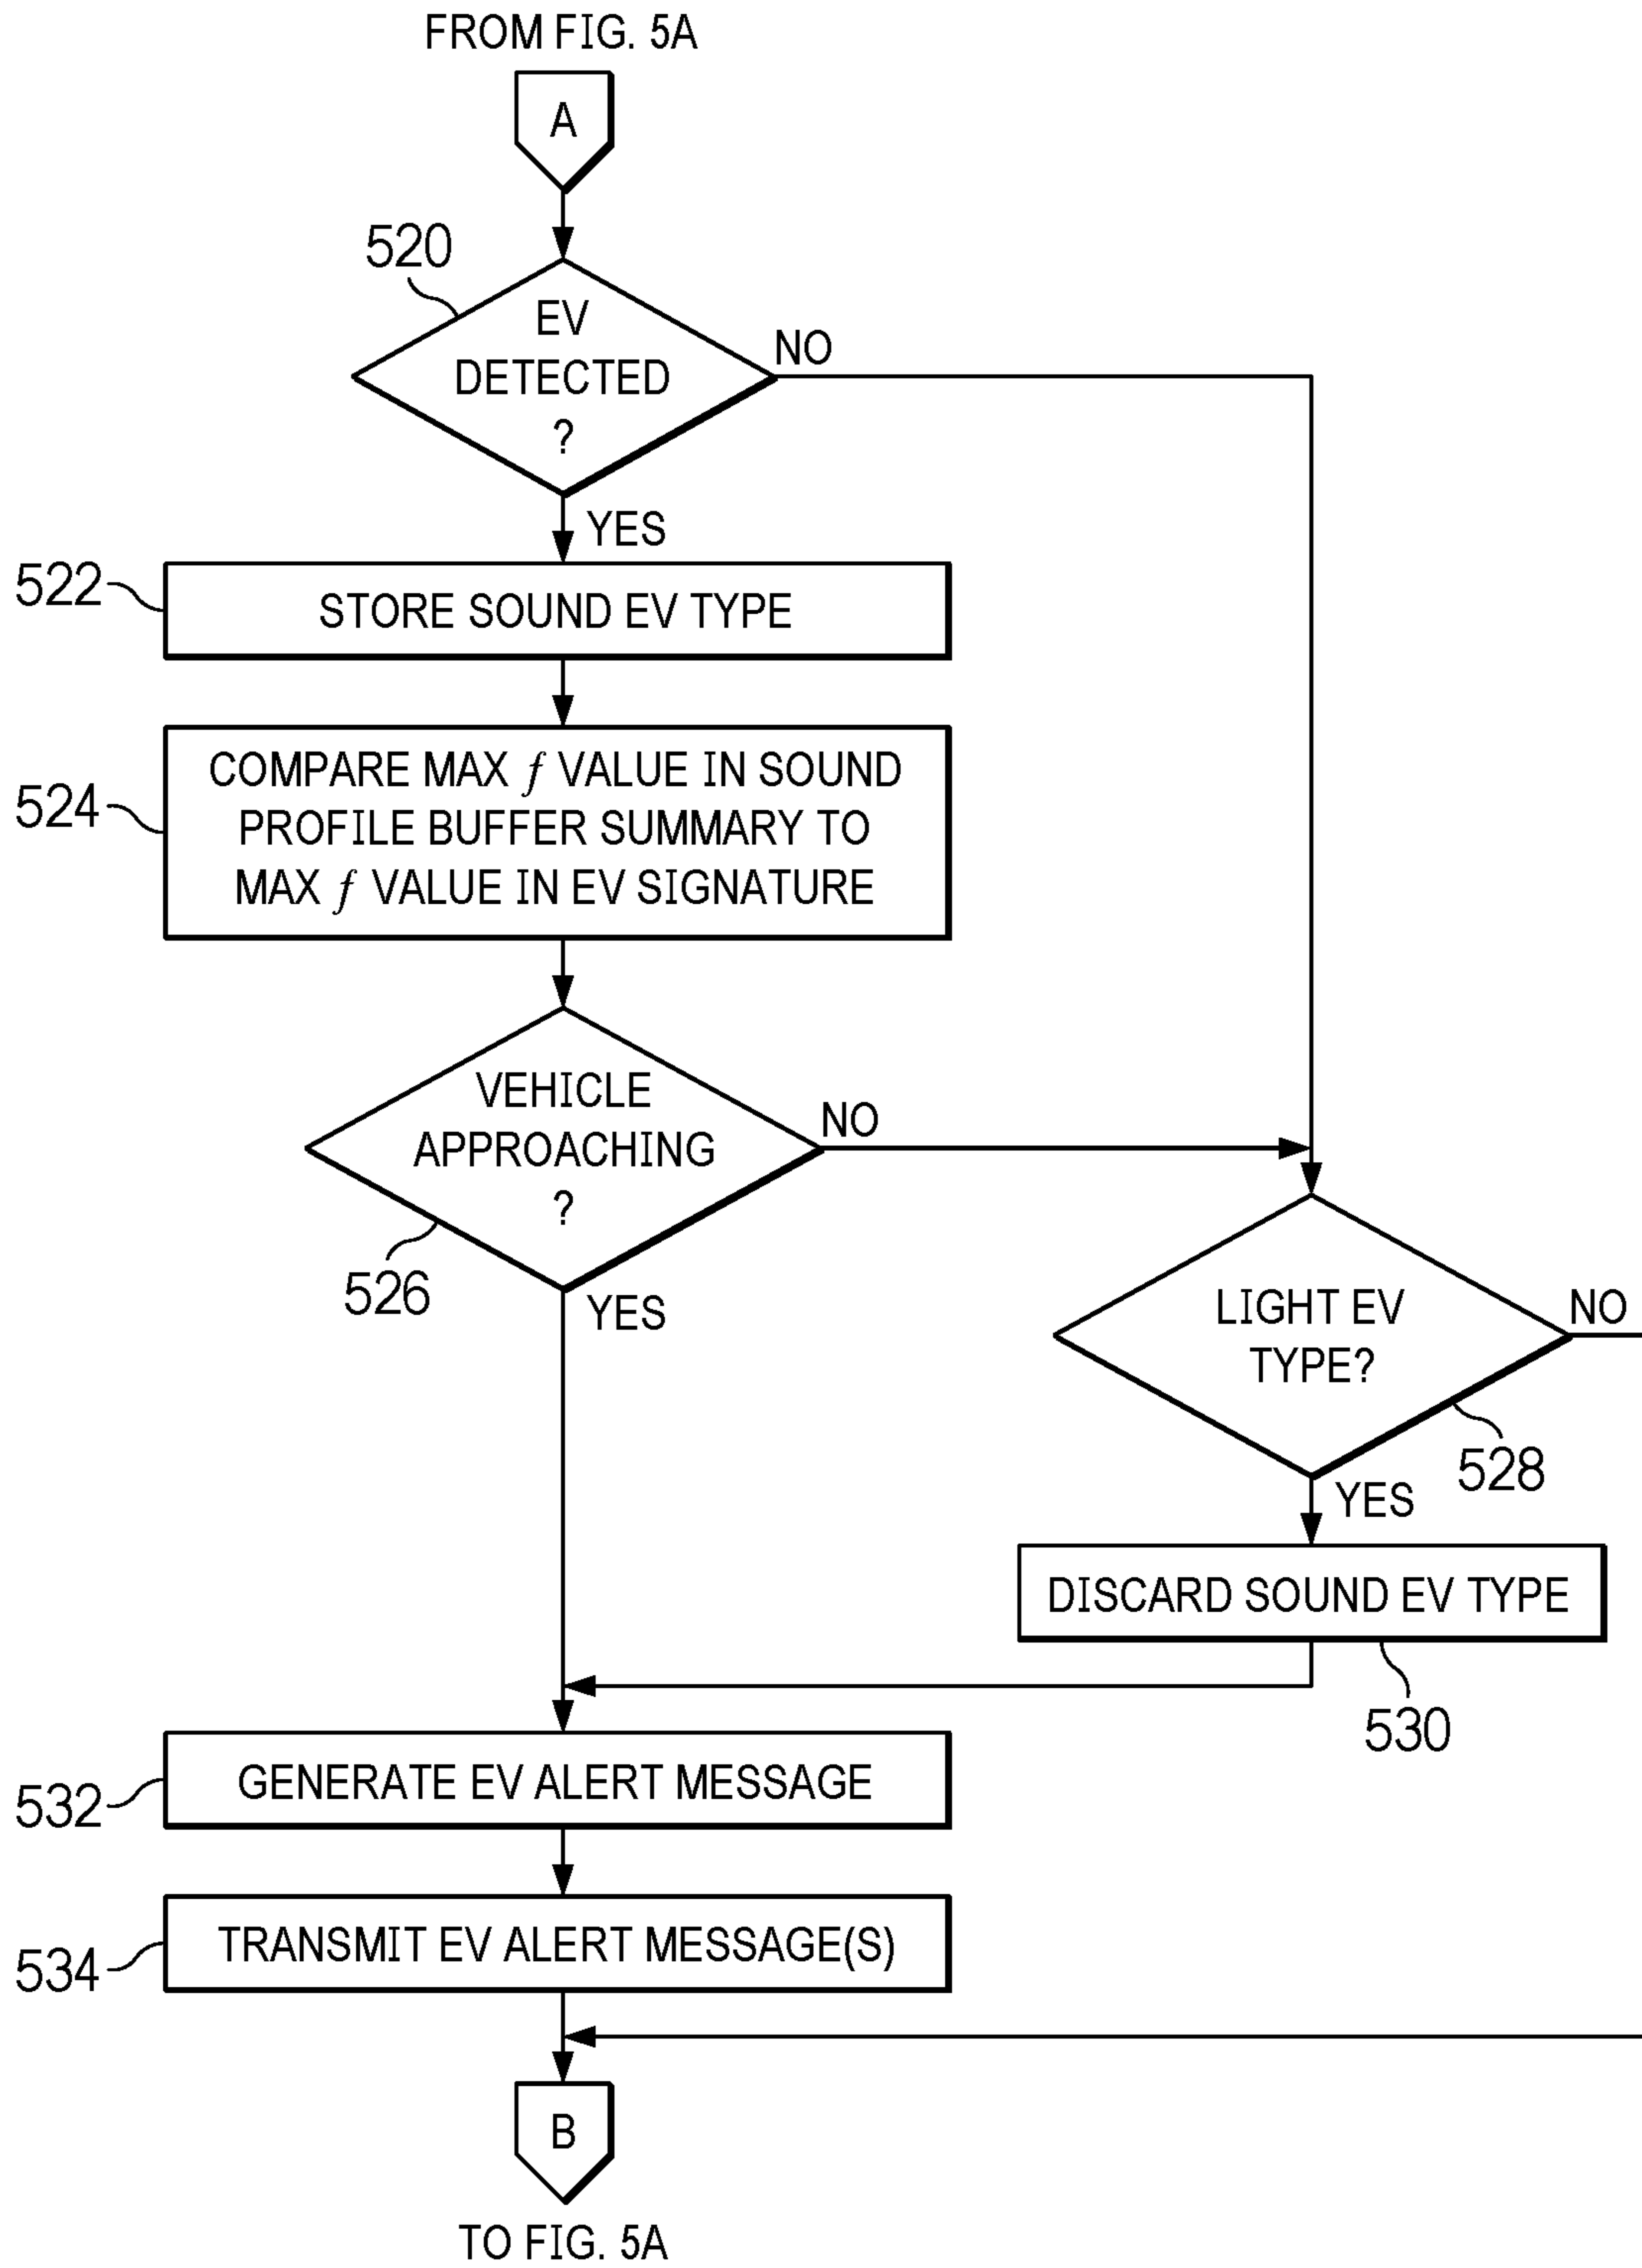 FROM FIG. 5A
A
520
EV
DETECTED
?
NO
YES
522
STORE SOUND EV TYPE
524
COMPARE MAX ƒ VALUE IN SOUND
PROFILE BUFFER SUMMARY TO
MAX ƒ VALUE IN EV SIGNATURE
VEHICLE
APPROACHING
?
NO
526
YES
LIGHT EV
TYPE?
NO
528
YES
DISCARD SOUND EV TYPE
530
532
GENERATE EV ALERT MESSAGE
534
TRANSMIT EV ALERT MESSAGE(S)
B
TO FIG. 5A